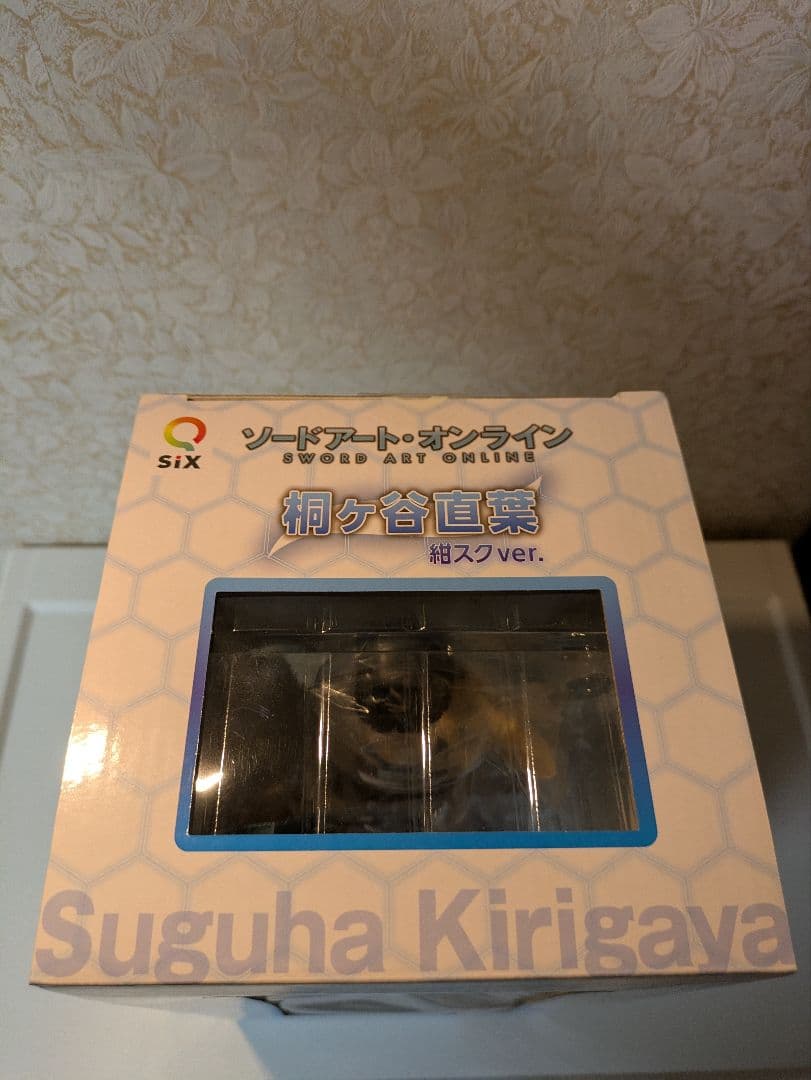 SiX
ソードアート・オンライン
SWORD ART ONLINE
桐ヶ谷直葉
紺スクver.
Suguha Kirigaya